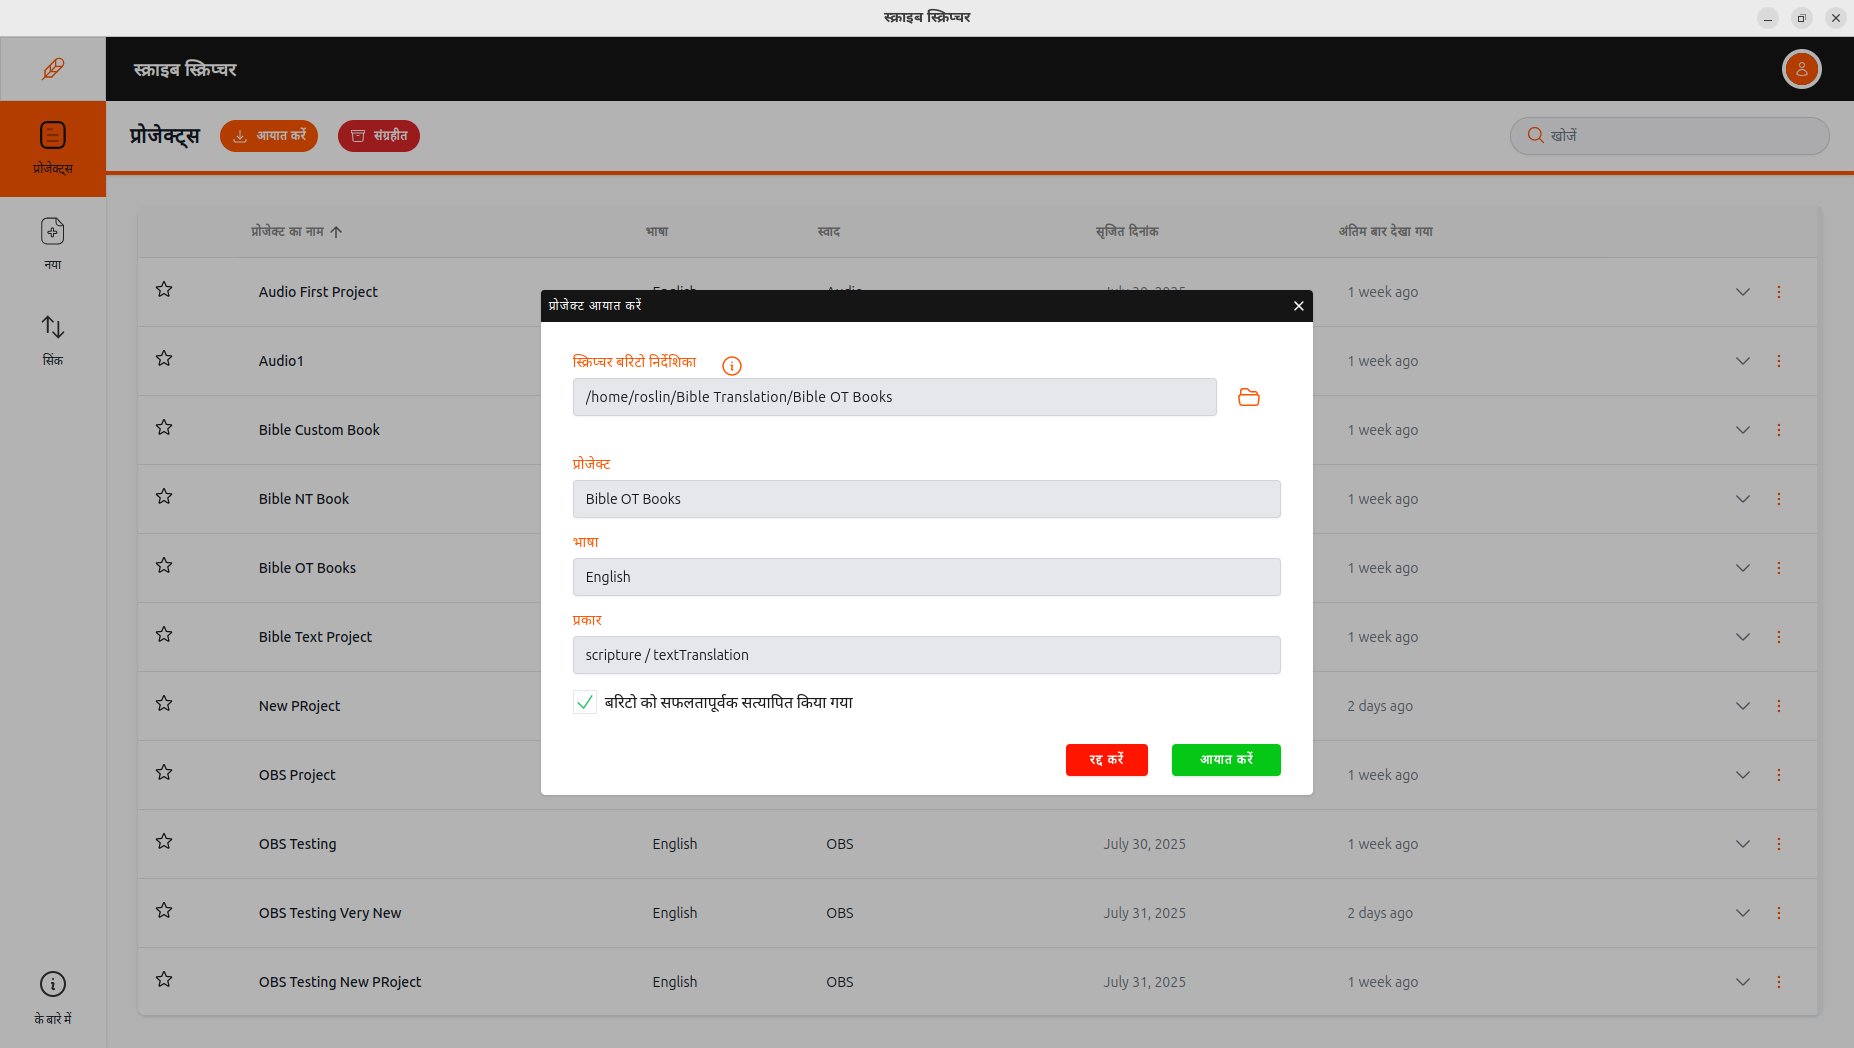 स्क्राइब स्क्रिप्चर
स्क्राइब स्क्रिप्चर
प्रोजेक्ट्स
आयात करें
संग्रहीत
खोजें
प्रोजेक्ट्स
नया
सिंक
के बारे में
प्रोजेक्ट का नाम भाषा स्वाद सृजित दिनांक अंतिम बार देखा गया
Audio First Project English Audio July 30, 2025 1 week ago
Audio1 1 week ago
Bible Custom Book 1 week ago
Bible NT Book 1 week ago
Bible OT Books 1 week ago
Bible Text Project 1 week ago
New PRoject 2 days ago
OBS Project 1 week ago
OBS Testing English OBS July 30, 2025 1 week ago
OBS Testing Very New English OBS July 31, 2025 2 days ago
OBS Testing New PRoject English OBS July 31, 2025 1 week ago
प्रोजेक्ट आयात करें
स्क्रिप्चर बरिटो निर्देशिका
/home/roslin/Bible Translation/Bible OT Books
प्रोजेक्ट
Bible OT Books
भाषा
English
प्रकार
scripture / textTranslation
बरिटो को सफलतापूर्वक सत्यापित किया गया
रद्द करें
आयात करें